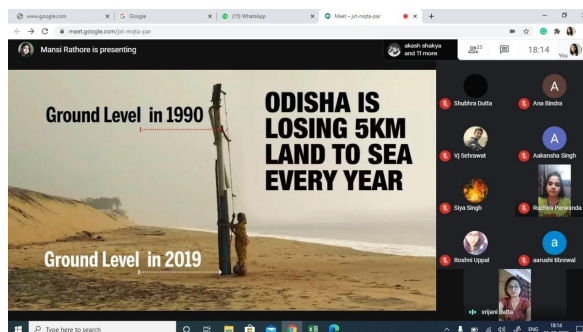 www.google.com
Google
(15) WhatsApp
Meet – jxt-mqta-par
meet.google.com/jxt-mqta-par
Mansi Rathore is presenting
akash shakya
and 11 more
23
18:14
You
Ground Level in 1990
ODISHA IS
LOSING 5KM
LAND TO SEA
EVERY YEAR
Ground Level in 2019
Shubhra Dutta
A
Ana Bindra
Vj Sehrawat
A
Aakansha Singh
Siya Singh
Rudhira Parwanda
Roshni Uppal
a
aarushi tibrewal
srijani datta
Type here to search
ENG
18:14